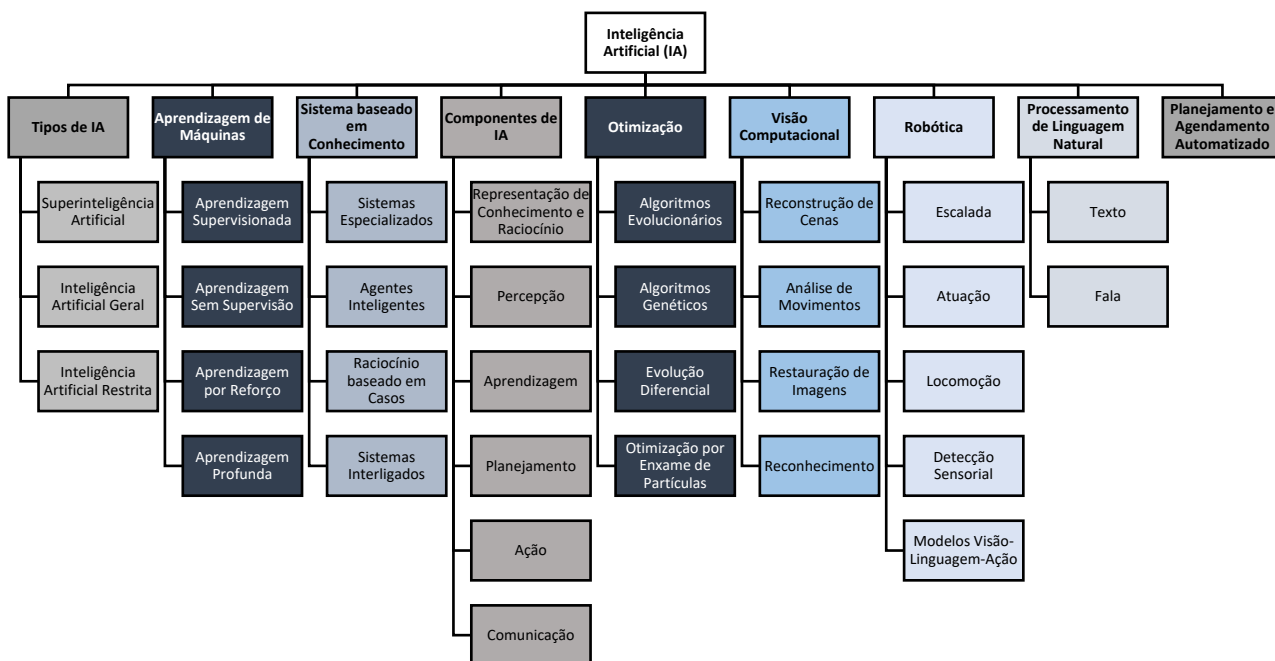 Inteligência
Artificial (IA)
Tipos de IA
Aprendizagem de
Máquinas
Sistema baseado
em
Conhecimento
Componentes de
IA
Otimização
Visão
Computacional
Robótica
Processamento
de Linguagem
Natural
Planejamento e
Agendamento
Automatizado
Superinteligência
Artificial
Inteligência
Artificial Geral
Inteligência
Artificial Restrita
Aprendizagem
Supervisionada
Aprendizagem
Sem Supervisão
Aprendizagem
por Reforço
Aprendizagem
Profunda
Sistemas
Especializados
Agentes
Inteligentes
Raciocínio
baseado em
Casos
Sistemas
Interligados
Representação de
Conhecimento e
Raciocínio
Percepção
Aprendizagem
Planejamento
Ação
Comunicação
Algoritmos
Evolucionários
Algoritmos
Genéticos
Evolução
Diferencial
Otimização por
Enxame de
Partículas
Reconstrução de
Cenas
Análise de
Movimentos
Restauração de
Imagens
Reconhecimento
Escalada
Atuação
Locomoção
Detecção
Sensorial
Modelos Visão-
Linguagem-Ação
Texto
Fala